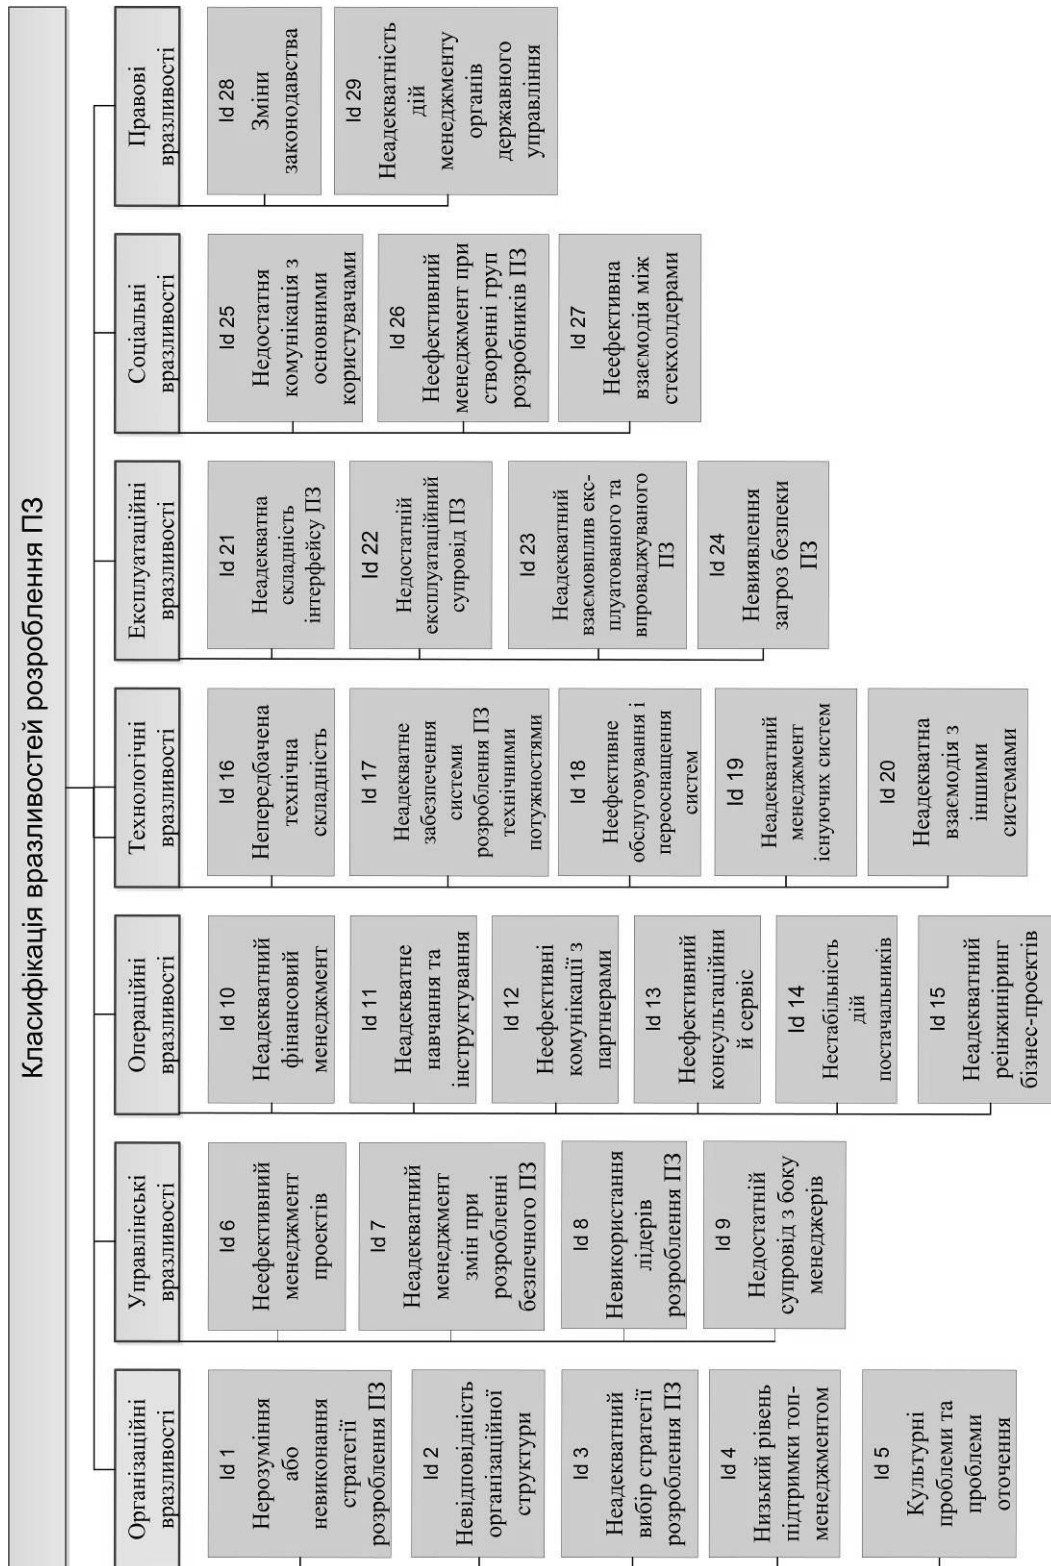 Класифікація вразливостей розроблення ПЗ
Організаційні
вразливості
Id 1
Нерозуміння
або
невиконання
стратегії
розроблення ПЗ
Id 2
Невідповідність
організаційної
структури
Id 3
Неадекватний
вибір стратегії
розроблення ПЗ
Id 4
Низький рівень
підтримки топ-
менеджментом
Id 5
Культурні
проблеми та
проблеми
оточення
Управлінські
вразливості
Id 6
Неефективний
менеджмент
проектів
Id 7
Неадекватний
менеджмент
змін при
розробленні
безпечного ПЗ
Id 8
Невикористання
лідерів
розроблення ПЗ
Id 9
Недостатній
супровід з боку
менеджерів
Операційні
вразливості
Id 10
Неадекватний
фінансовий
менеджмент
Id 11
Неадекватне
навчання та
інструктування
Id 12
Неефективні
комунікації з
партнерами
Id 13
Неефективний
консультаційни
й сервіс
Id 14
Нестабільність
дій
постачальників
Id 15
Неадекватний
реінжиніринг
бізнес-проектів
Технологічні
вразливості
Id 16
Непередбачена
технічна
складність
Id 17
Неадекватне
забезпечення
системи
розроблення ПЗ
технічними
потужностями
Id 18
Неефективне
обслуговування і
переоснащення
систем
Id 19
Неадекватний
менеджмент
існуючих систем
Id 20
Неадекватна
взаємодія з
іншими
системами
Експлуатаційні
вразливості
Id 21
Неадекватна
складність
інтерфейсу ПЗ
Id 22
Недостатній
експлуатаційний
супровід ПЗ
Id 23
Неадекватний
взаємовплив екс-
плуатованого та
впроваджуваного
ПЗ
Id 24
Невиявлення
загроз безпеки
ПЗ
Соціальні
вразливості
Id 25
Недостатня
комунікація з
основними
користувачами
Id 26
Неефективний
менеджмент при
створенні груп
розробників ПЗ
Id 27
Неефективна
взаємодія між
стекхолдерами
Правові
вразливості
Id 28
Зміни
законодавства
Id 29
Неадекватність
дій
менеджменту
органів
державного
управління